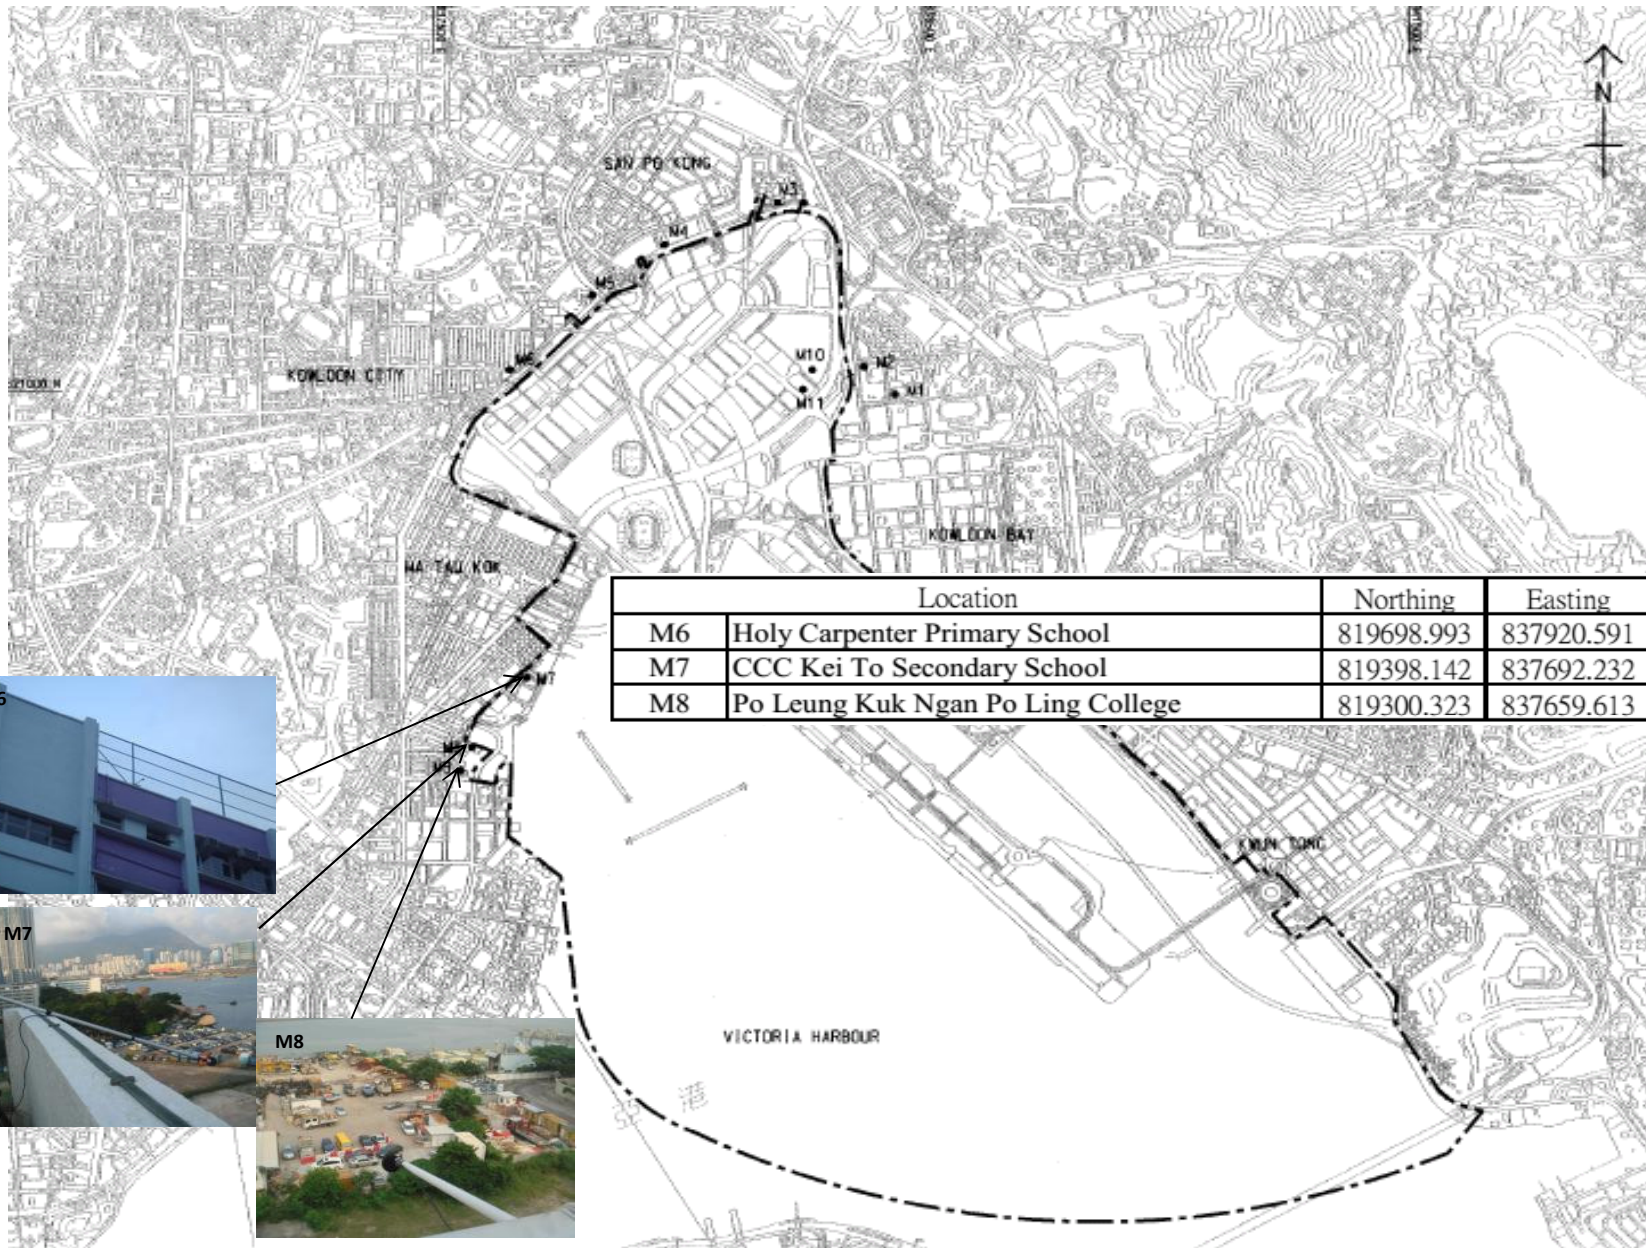 N
SAN PO KONG
M3
M4
M5
M6
KOWLOON CITY
M10
M2
M11
M1
KOWLOON BAY
MA TAU KOK
Location Northing Easting
M6 Holy Carpenter Primary School 819698.993 837920.591
M7 CCC Kei To Secondary School 819398.142 837692.232
M8 Po Leung Kuk Ngan Po Ling College 819300.323 837659.613
M7
KWUN TONG
M7
M8
VICTORIA HARBOUR
港